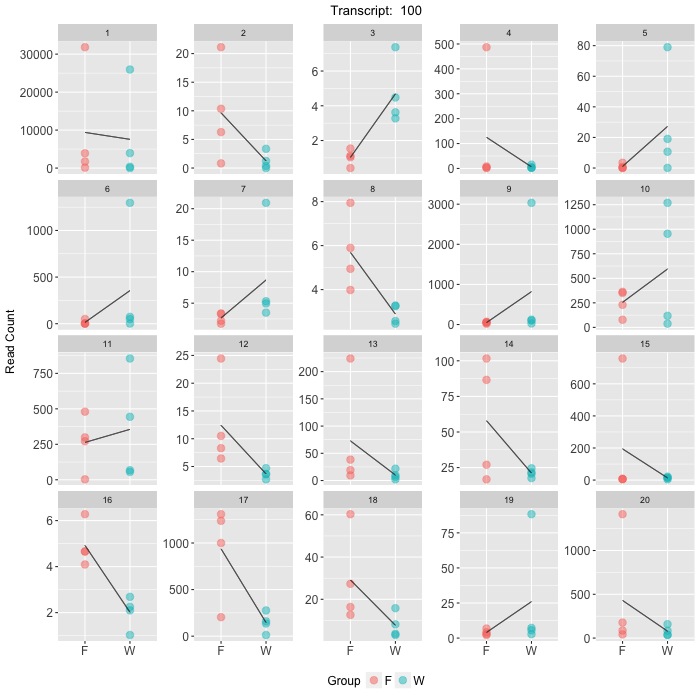 Transcript: 100
Read Count
1 2 3 4 5
30000 20 6 500 80
20000 15 400 60
10000 10 4 300 40
0 5 2 200 20
0 100 0
0
6 7 8 9 10
1000 20 8 3000 1250
500 15 6 2000 1000
0 10 4 1000 750
5 0 500
250
0
11 12 13 14 15
750 25 200 100 600
500 20 150 75 400
250 15 100 50 200
0 10 50 25 0
5 0
16 17 18 19 20
6 1000 60 75 1000
4 500 40 50 500
2 0 20 25 0
0
F W F W F W F W F W
Group F W